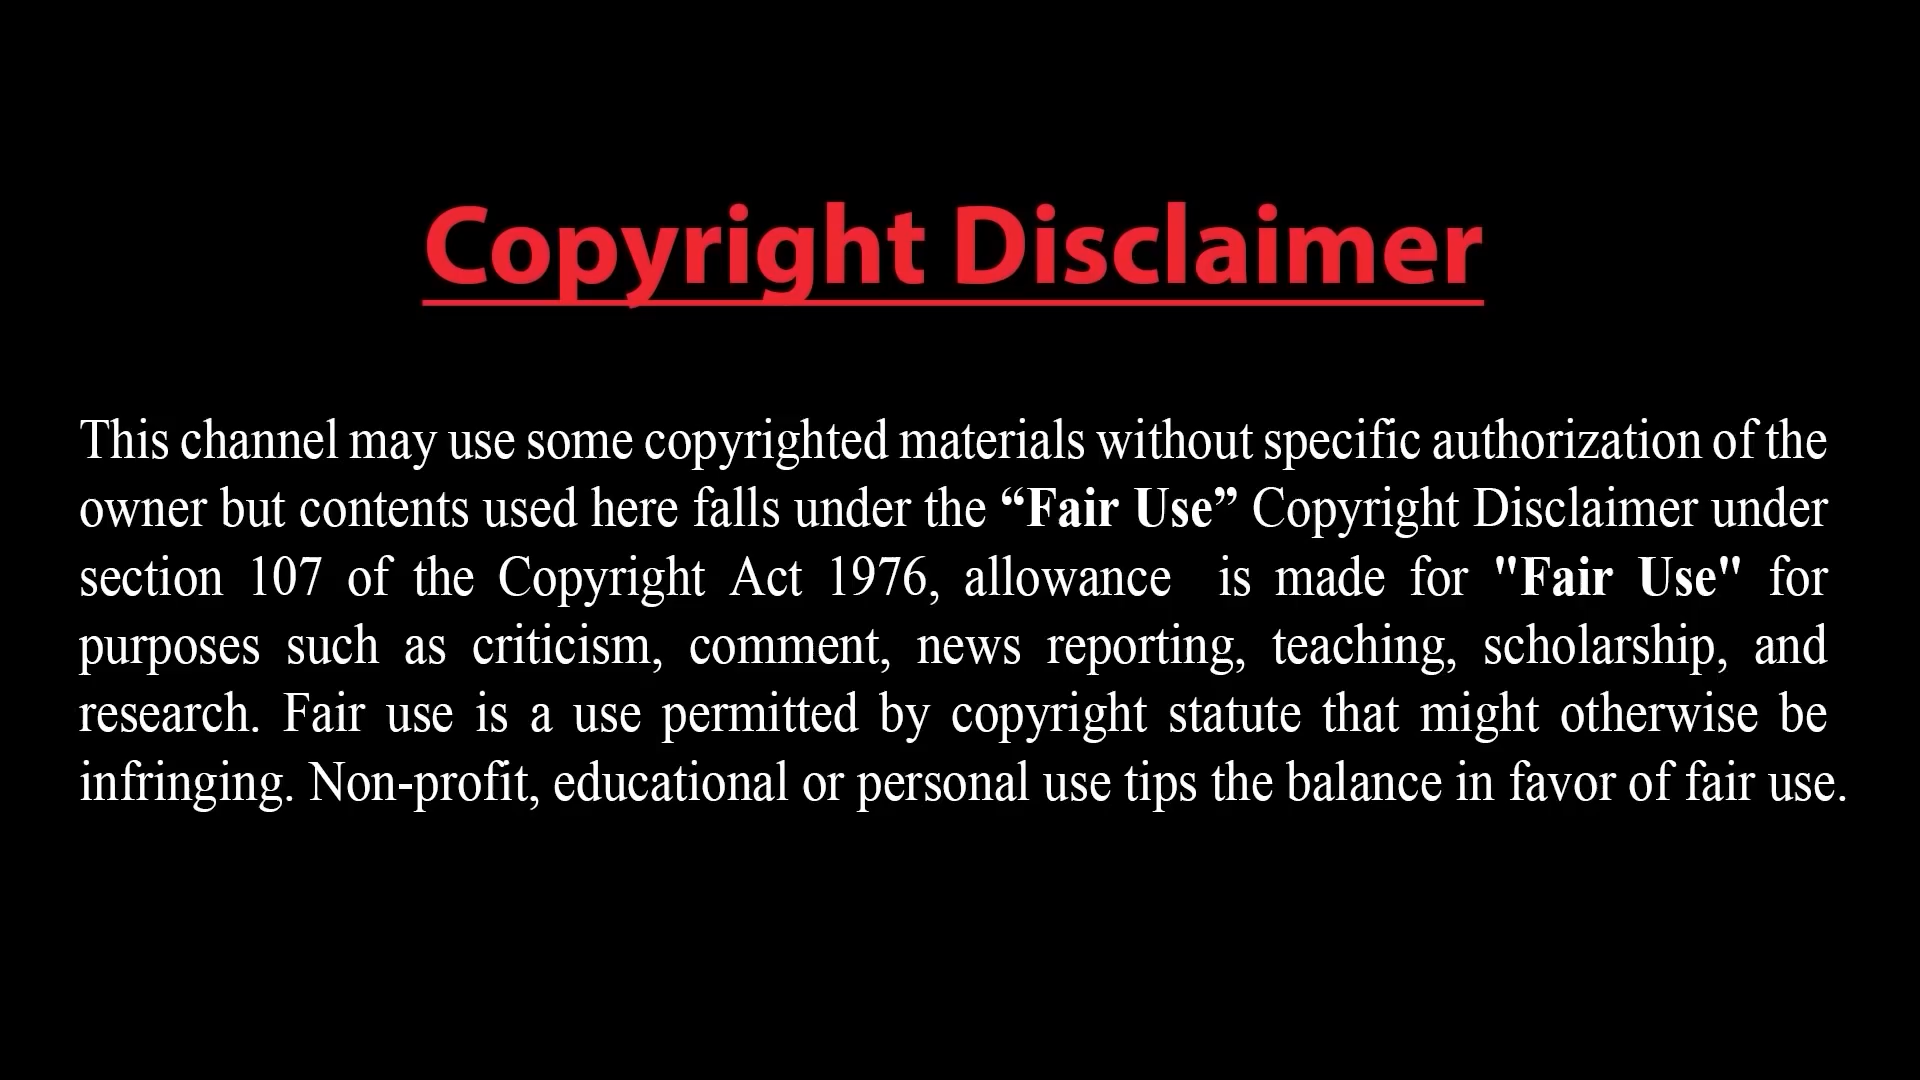 Copyright Disclaimer
This channel may use some copyrighted materials without specific authorization of the
owner but contents used here falls under the “Fair Use” Copyright Disclaimer under
section 107 of the Copyright Act 1976, allowance is made for "Fair Use" for
purposes such as criticism, comment, news reporting, teaching, scholarship, and
research. Fair use is a use permitted by copyright statute that might otherwise be
infringing. Non-profit, educational or personal use tips the balance in favor of fair use.